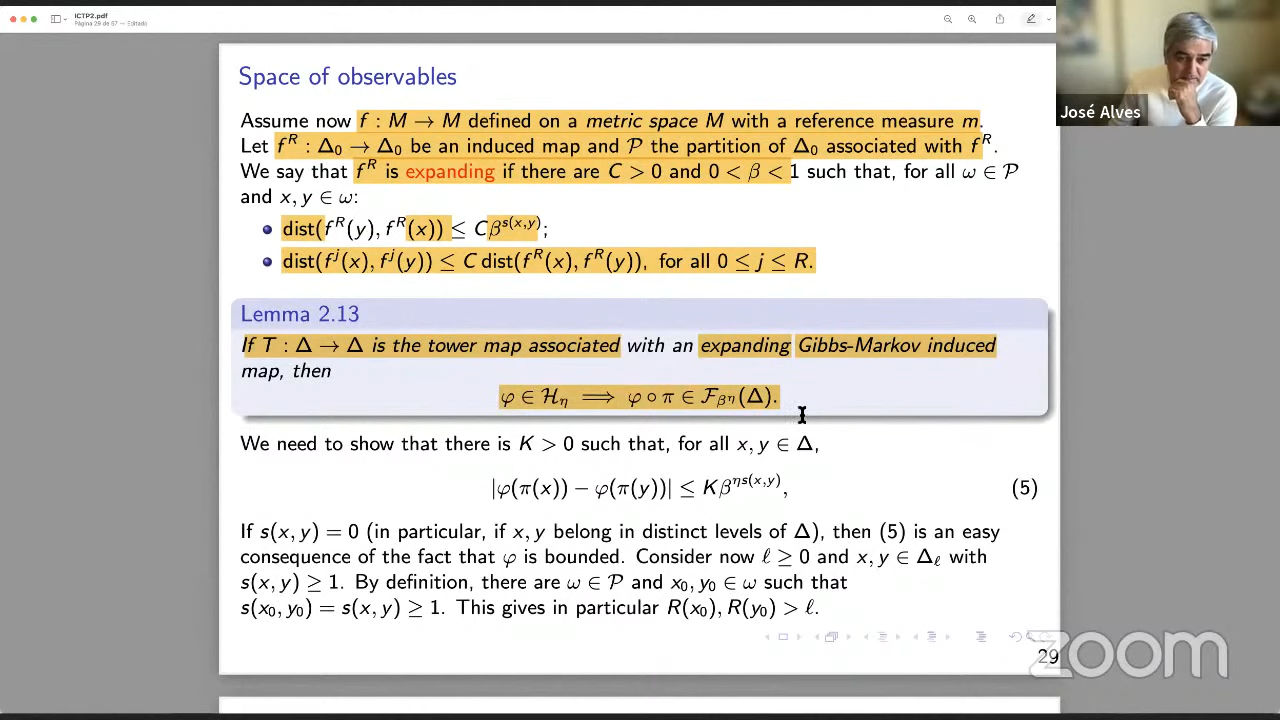 ICTP2.pdf
Página 29 de 57 — Editado
José Alves
Space of observables
Assume now f : M → M defined on a metric space M with a reference measure m.
Let f^R : Δ₀ → Δ₀ be an induced map and 𝒫 the partition of Δ₀ associated with f^R.
We say that f^R is expanding if there are C > 0 and 0 < β < 1 such that, for all ω ∈ 𝒫
and x, y ∈ ω:
dist(f^R(y), f^R(x)) ≤ Cβ^{s(x,y)};
dist(f^j(x), f^j(y)) ≤ C dist(f^R(x), f^R(y)), for all 0 ≤ j ≤ R.
Lemma 2.13
If T : Δ → Δ is the tower map associated with an expanding Gibbs-Markov induced
map, then
φ ∈ ℋ_η ⟹ φ ∘ π ∈ ℱ_{β^η}(Δ).
We need to show that there is K > 0 such that, for all x, y ∈ Δ,
|φ(π(x)) − φ(π(y))| ≤ Kβ^{ηs(x,y)}, (5)
If s(x, y) = 0 (in particular, if x, y belong in distinct levels of Δ), then (5) is an easy
consequence of the fact that φ is bounded. Consider now ℓ ≥ 0 and x, y ∈ Δ_ℓ with
s(x, y) ≥ 1. By definition, there are ω ∈ 𝒫 and x₀, y₀ ∈ ω such that
s(x₀, y₀) = s(x, y) ≥ 1. This gives in particular R(x₀), R(y₀) > ℓ.
29
zoom